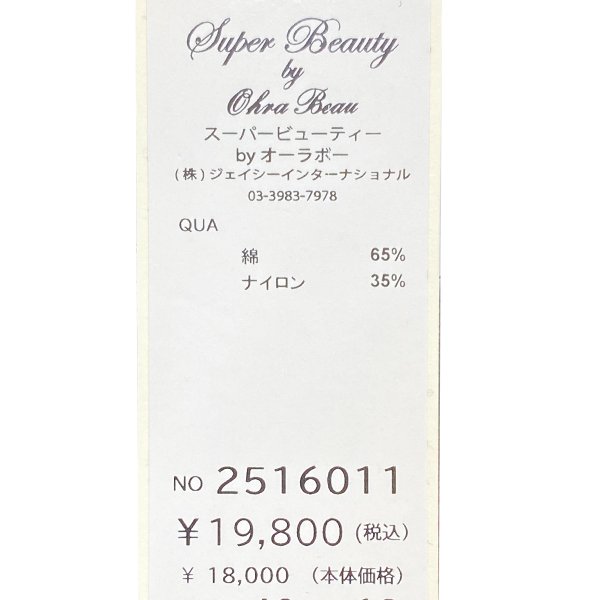 Super Beauty
by
Ohra Beau
スーパービューティー
by オーラボー
(株)ジェイシーインターナショナル
03-3983-7978
QUA
綿 65%
ナイロン 35%
NO 2516011
¥19,800 (税込)
¥ 18,000 (本体価格)